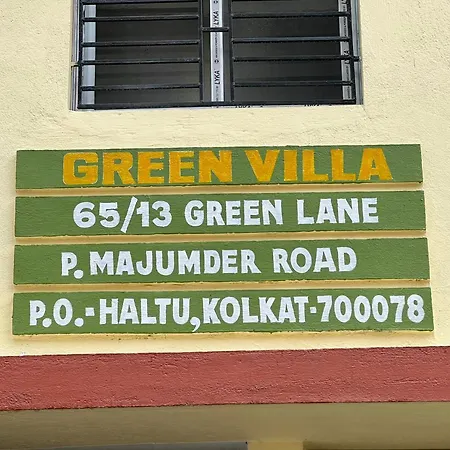 GREEN VILLA
65/13 GREEN LANE
P. MAJUMDER ROAD
P.O.-HALTU, KOLKAT-700078